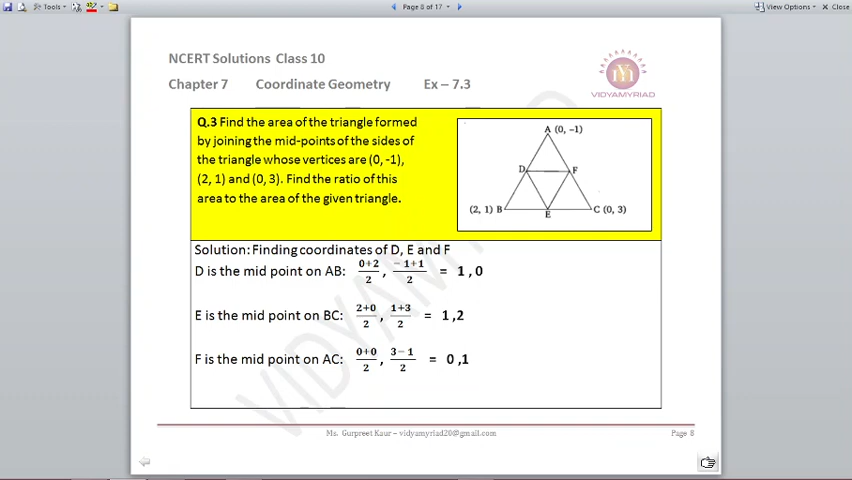 Tools
Page 8 of 17
View Options
Close
NCERT Solutions Class 10
Chapter 7 Coordinate Geometry Ex – 7.3
VIDYAMYRIAD
Q.3 Find the area of the triangle formed
by joining the mid-points of the sides of
the triangle whose vertices are (0, -1),
(2, 1) and (0, 3). Find the ratio of this
area to the area of the given triangle.
A (0, -1)
D F
(2, 1) B E C (0, 3)
Solution: Finding coordinates of D, E and F
D is the mid point on AB: 0+2/2 , −1+1/2 = 1 , 0
E is the mid point on BC: 2+0/2 , 1+3/2 = 1 ,2
F is the mid point on AC: 0+0/2 , 3−1/2 = 0 ,1
VIDYAMYRIAD
Ms. Gurpreet Kaur – vidyamyriad20@gmail.com Page 8